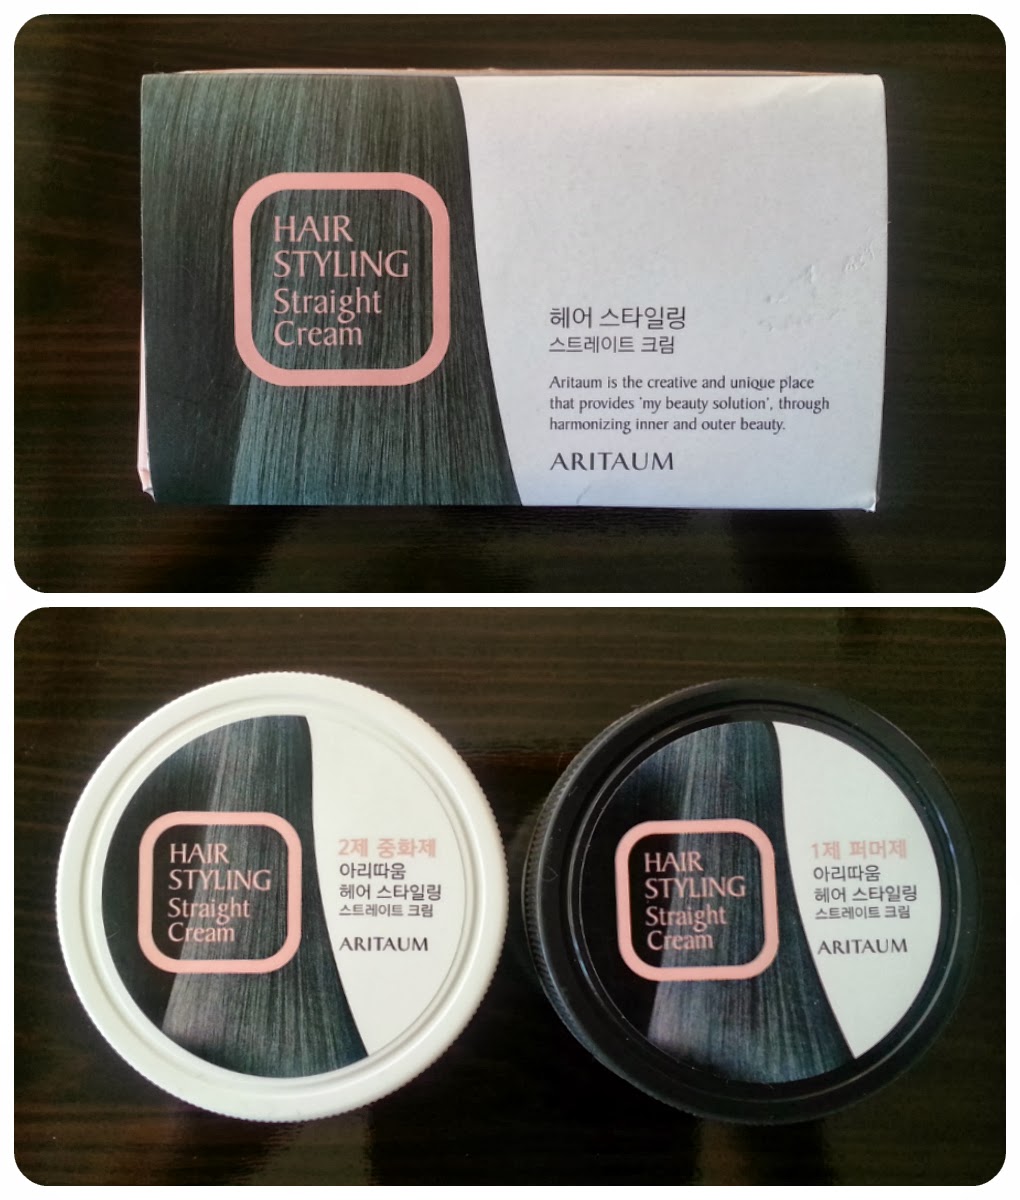 HAIR
STYLING
Straight
Cream
헤어 스타일링
스트레이트 크림
Aritaum is the creative and unique place
that provides 'my beauty solution', through
harmonizing inner and outer beauty.
ARITAUM
HAIR
STYLING
Straight
Cream
2제 중화제
아리따움
헤어 스타일링
스트레이트 크림
ARITAUM
HAIR
STYLING
Straight
Cream
1제 퍼머제
아리따움
헤어 스타일링
스트레이트 크림
ARITAUM